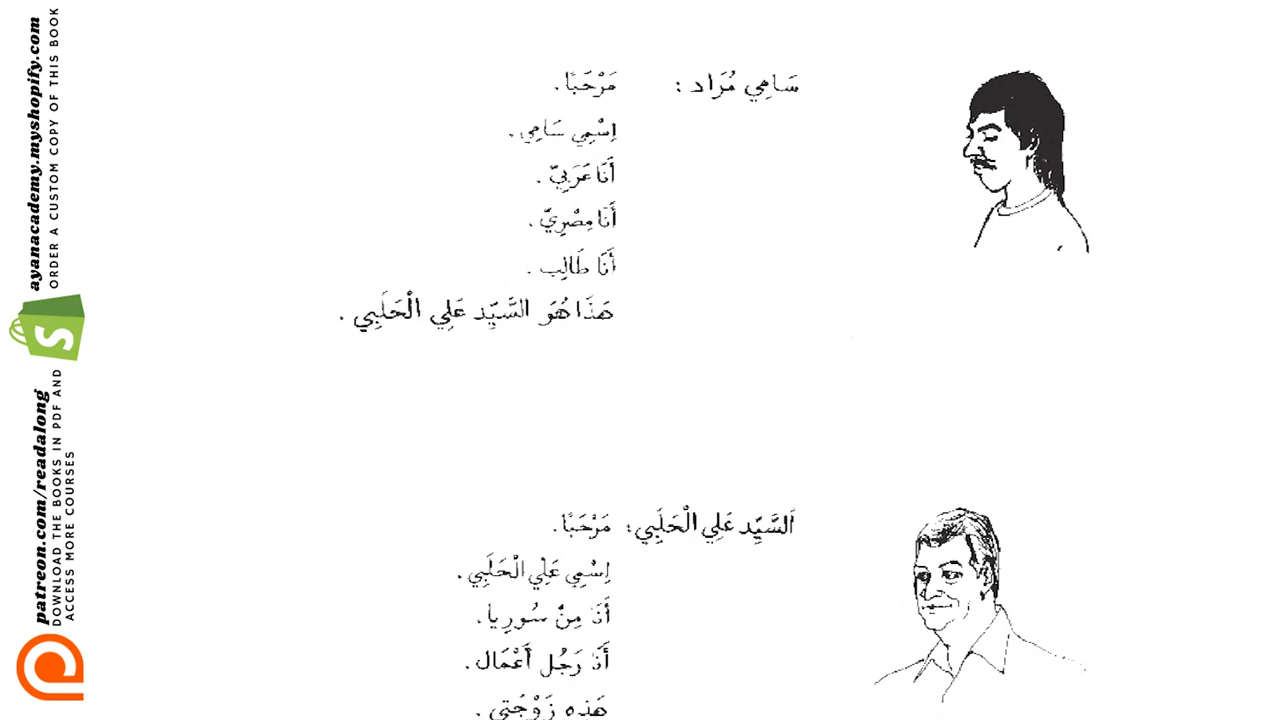 سَامِي مُرَاد : مَرْحَبًا.
اِسْمِي سَامِي.
أَنَا عَرَبِيّ.
أَنَا مِصْرِيّ.
أَنَا طَالِب.
هَذَا هُوَ السَّيِّد عَلِي الْحَلَبِي.
اَلسَّيِّد عَلِي الْحَلَبِي: مَرْحَبًا.
اِسْمِي عَلِي الْحَلَبِي.
أَنَا مِنْ سُورِيا.
أَنَا رَجُل أَعْمَال.
هَذِه زَوْجَتِي.
ayanacademy.myshopify.com
ORDER A CUSTOM COPY OF THIS BOOK
patreon.com/readalong
DOWNLOAD THE BOOKS IN PDF AND
ACCESS MORE COURSES